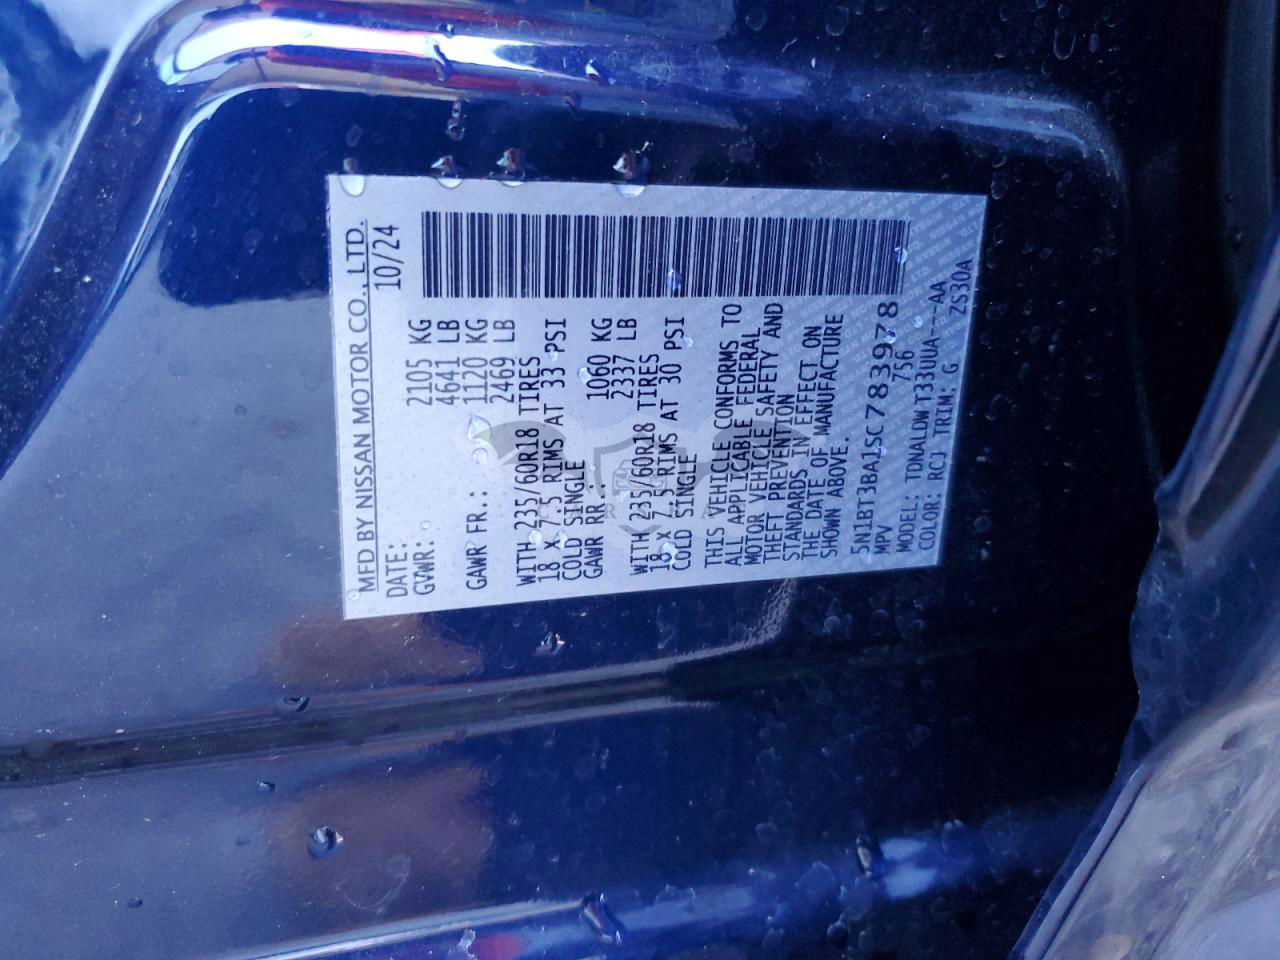 MFD BY NISSAN MOTOR CO., LTD.
DATE: 10/24
GVWR: 2105 KG
4641 LB
GAWR FR.: 1120 KG
2469 LB
WITH 235/60R18 TIRES
18 X 7.5 RIMS AT 33 PSI
COLD SINGLE
GAWR RR.: 1060 KG
2337 LB
WITH 235/60R18 TIRES
18 X 7.5 RIMS AT 30 PSI
COLD SINGLE
THIS VEHICLE CONFORMS TO
ALL APPLICABLE FEDERAL
MOTOR VEHICLE SAFETY AND
THEFT PREVENTION
STANDARDS IN EFFECT ON
THE DATE OF MANUFACTURE
SHOWN ABOVE.
5N1BT3BA1SC783978
MPV 7S6
MODEL: TDNALDWT33UUA----AA
COLOR: RCJ TRIM: G ZS30A